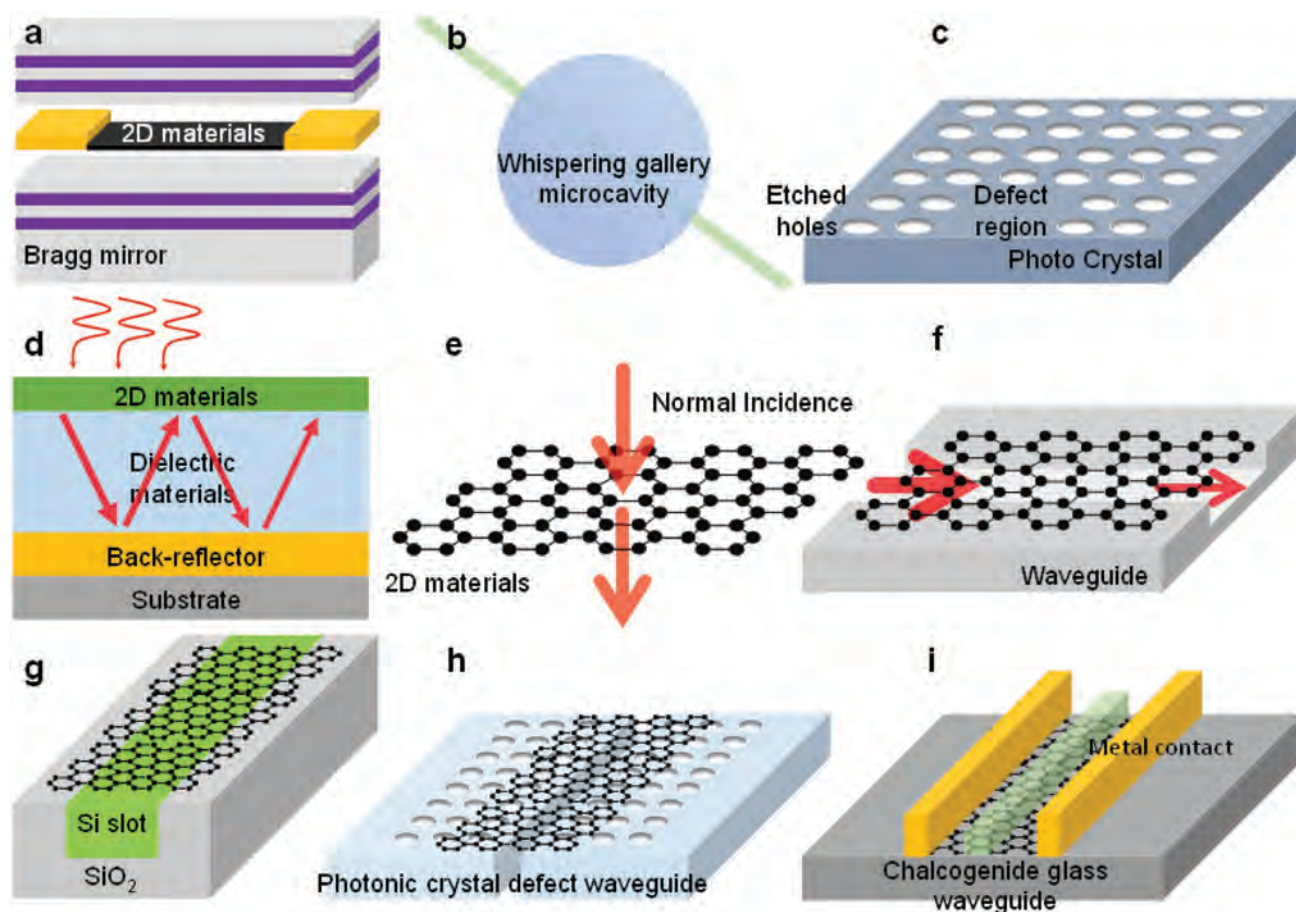 a
2D materials
Bragg mirror
b
Whispering gallery
microcavity
c
Etched
holes
Defect
region
Photo Crystal
d
2D materials
Dielectric
materials
Back-reflector
Substrate
e
Normal Incidence
2D materials
f
Waveguide
g
Si slot
SiO₂
h
Photonic crystal defect waveguide
i
Metal contact
Chalcogenide glass
waveguide